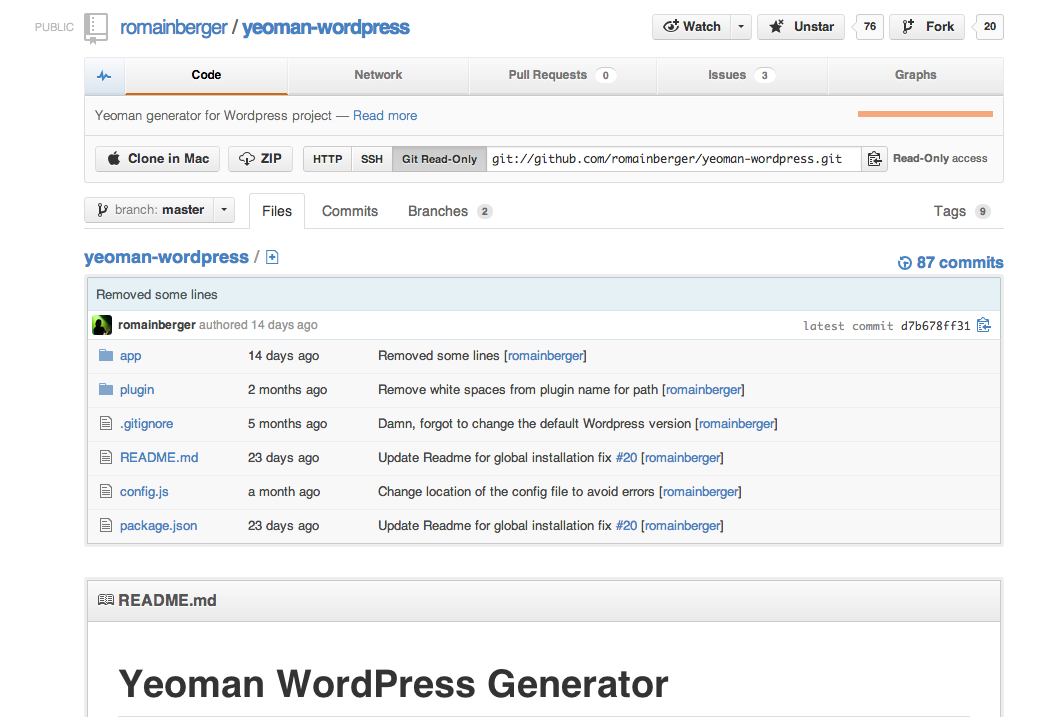 PUBLIC romainberger / yeoman-wordpress Watch Unstar 76 Fork 20
Code Network Pull Requests 0 Issues 3 Graphs
Yeoman generator for Wordpress project — Read more
Clone in Mac ZIP HTTP SSH Git Read-Only git://github.com/romainberger/yeoman-wordpress.git Read-Only access
branch: master Files Commits Branches 2 Tags 9
yeoman-wordpress / 87 commits
Removed some lines
romainberger authored 14 days ago latest commit d7b678ff31
app 14 days ago Removed some lines [romainberger]
plugin 2 months ago Remove white spaces from plugin name for path [romainberger]
.gitignore 5 months ago Damn, forgot to change the default Wordpress version [romainberger]
README.md 23 days ago Update Readme for global installation fix #20 [romainberger]
config.js a month ago Change location of the config file to avoid errors [romainberger]
package.json 23 days ago Update Readme for global installation fix #20 [romainberger]
README.md
Yeoman WordPress Generator